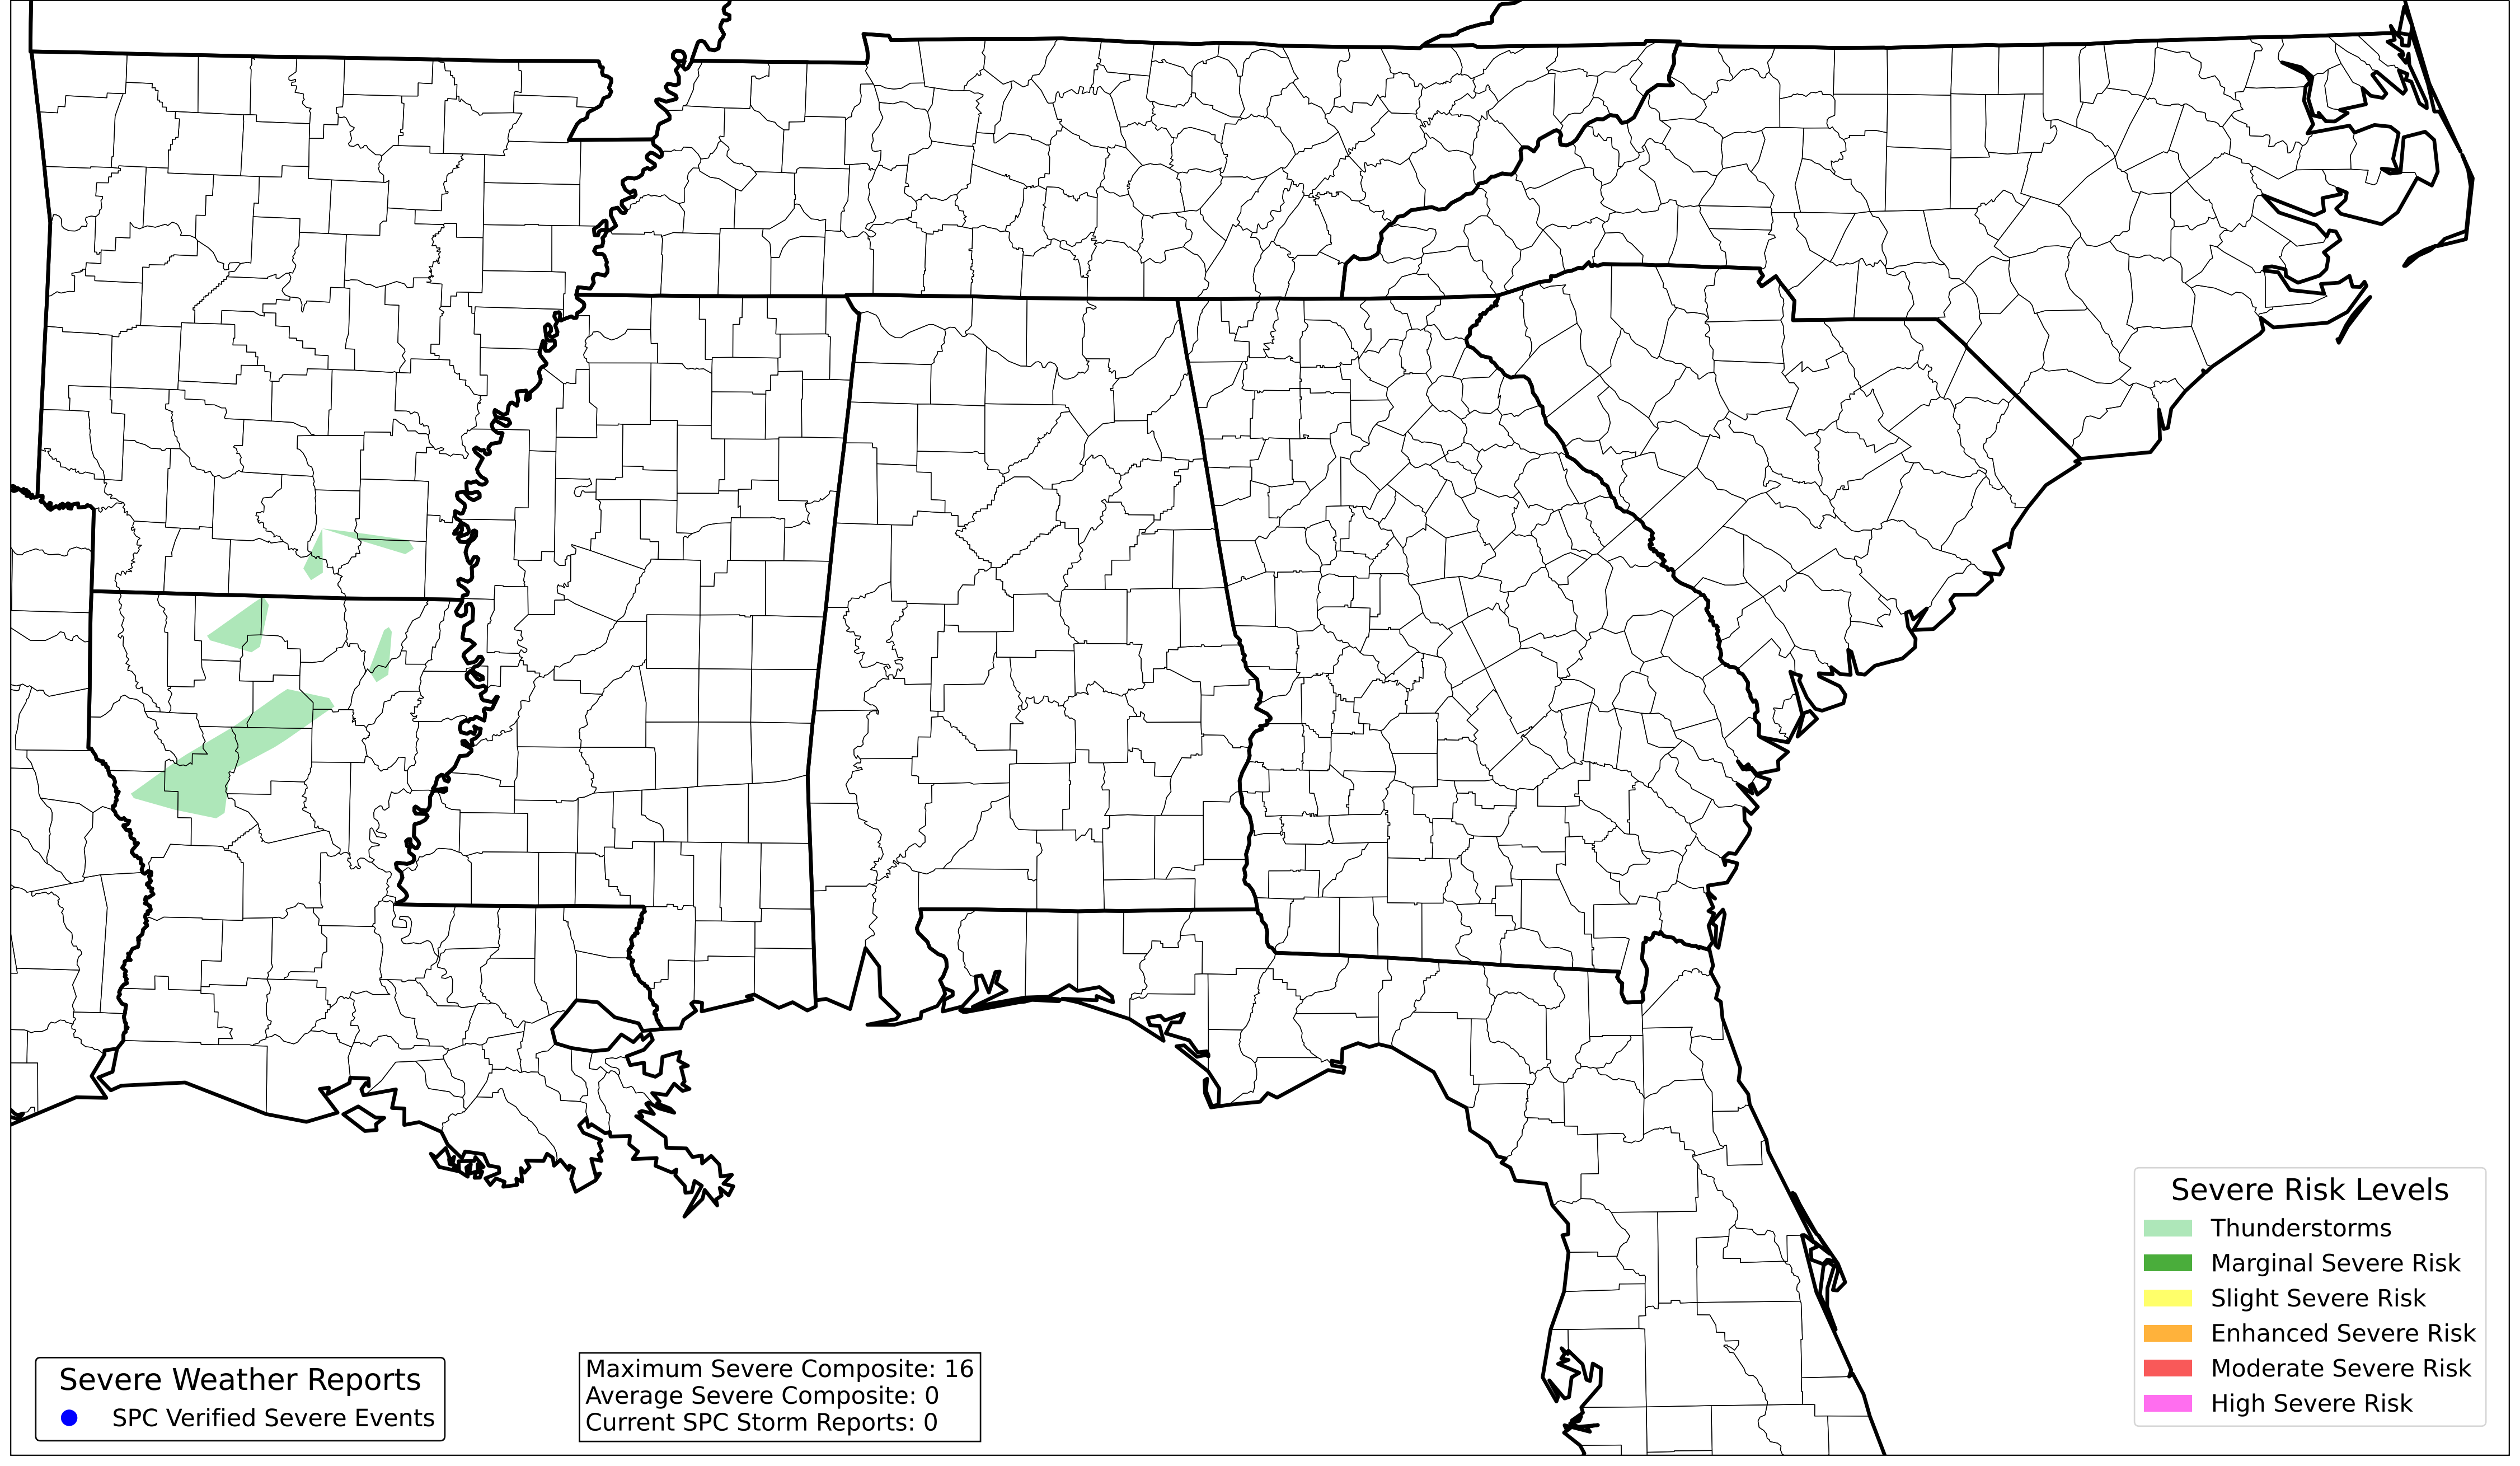 Severe Risk Levels
Thunderstorms
Marginal Severe Risk
Slight Severe Risk
Enhanced Severe Risk
Moderate Severe Risk
High Severe Risk
Severe Weather Reports
SPC Verified Severe Events
Maximum Severe Composite: 16
Average Severe Composite: 0
Current SPC Storm Reports: 0